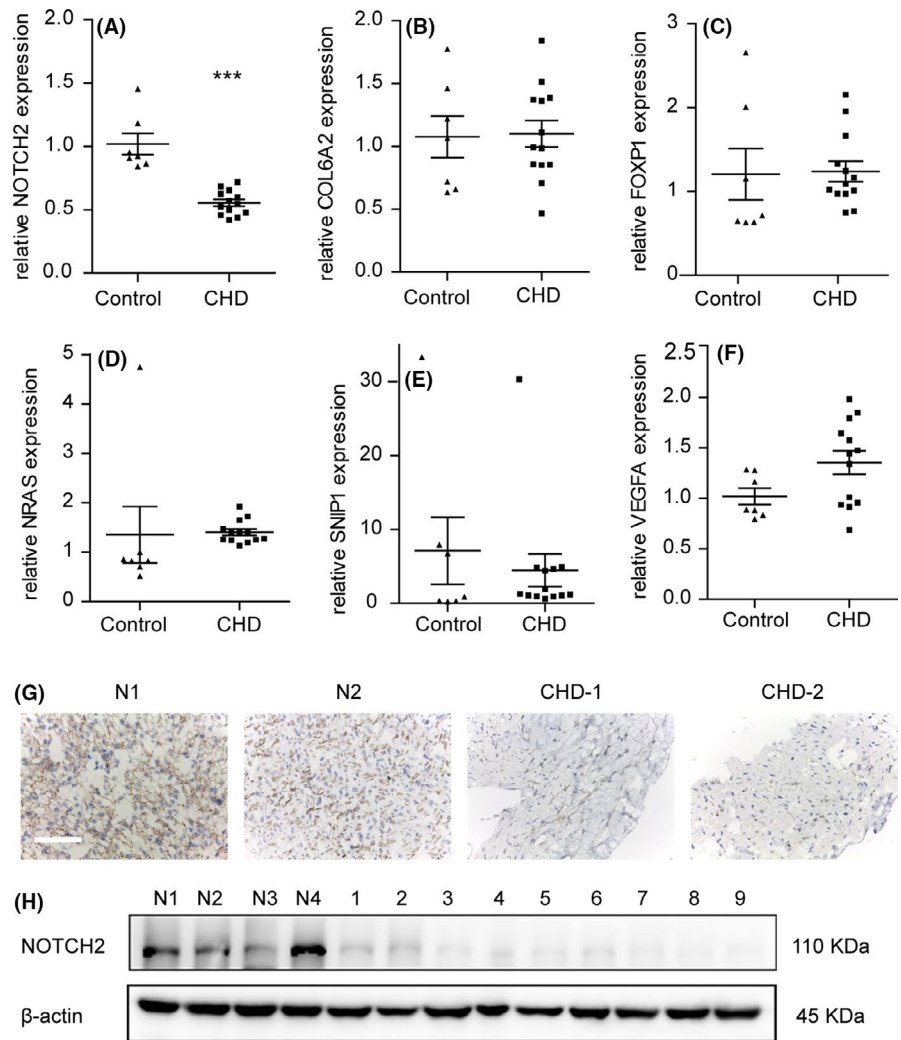 (A)
relative NOTCH2 expression
2.0
1.5
1.0
0.5
0.0
***
Control CHD
(B)
relative COL6A2 expression
2.0
1.5
1.0
0.5
0.0
Control CHD
(C)
relative FOXP1 expression
3
2
1
0
Control CHD
(D)
relative NRAS expression
5
4
3
2
1
0
Control CHD
(E)
relative SNIP1 expression
30
20
10
0
Control CHD
(F)
relative VEGFA expression
2.5
2.0
1.5
1.0
0.5
0.0
Control CHD
(G)
N1 N2 CHD-1 CHD-2
(H)
N1 N2 N3 N4 1 2 3 4 5 6 7 8 9
NOTCH2 110 KDa
β-actin 45 KDa